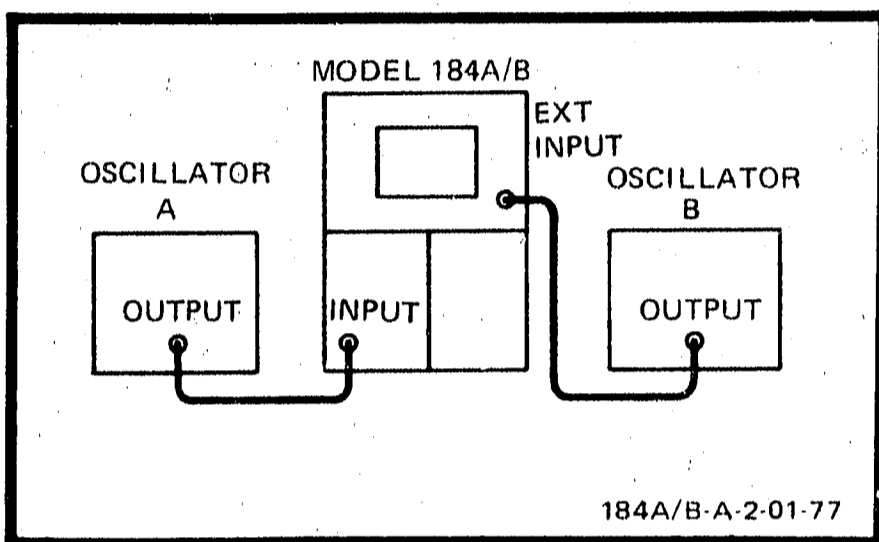 MODEL 184A/B
EXT
INPUT
OSCILLATOR
A
OSCILLATOR
B
OUTPUT
INPUT
OUTPUT
184A/B-A-2-01-77